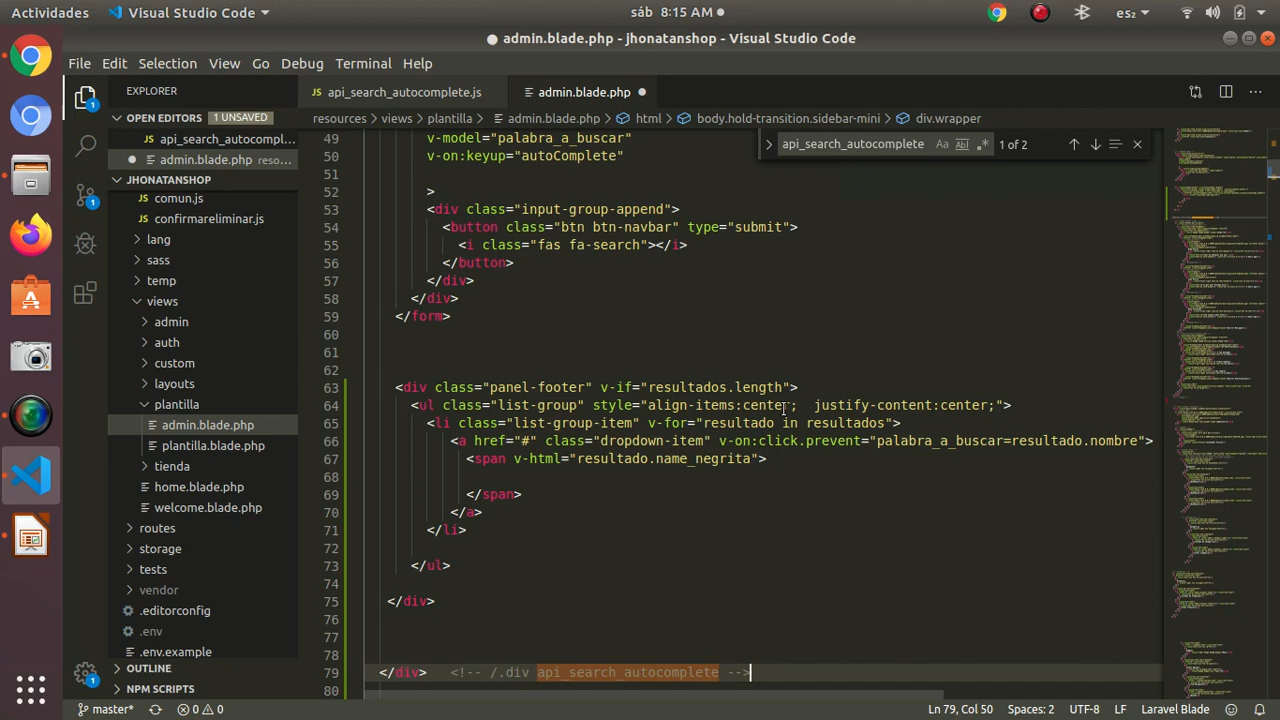 Actividades Visual Studio Code sáb 8:15 AM es2
admin.blade.php - jhonatanshop - Visual Studio Code
File Edit Selection View Go Debug Terminal Help
EXPLORER
OPEN EDITORS 1 UNSAVED
api_search_autocompl...
admin.blade.php reso...
JHONATANSHOP
comun.js
confirmareliminar.js
lang
sass
temp
views
admin
auth
custom
layouts
plantilla
admin.blade.php
plantilla.blade.php
tienda
home.blade.php
welcome.blade.php
routes
storage
tests
vendor
.editorconfig
.env
.env.example
OUTLINE
NPM SCRIPTS
api_search_autocomplete.js admin.blade.php
resources views plantilla admin.blade.php html body.hold-transition.sidebar-mini div.wrapper
api_search_autocomplete Aa Abl .* 1 of 2
49 v-model="palabra_a_buscar"
50 v-on:keyup="autoComplete"
51
52 >
53 <div class="input-group-append">
54 <button class="btn btn-navbar" type="submit">
55 <i class="fas fa-search"></i>
56 </button>
57 </div>
58 </div>
59 </form>
60
61
62
63 <div class="panel-footer" v-if="resultados.length">
64 <ul class="list-group" style="align-items:center; justify-content:center;">
65 <li class="list-group-item" v-for="resultado in resultados">
66 <a href="#" class="dropdown-item" v-on:click.prevent="palabra_a_buscar=resultado.nombre">
67 <span v-html="resultado.name_negrita">
68
69 </span>
70 </a>
71 </li>
72
73 </ul>
74
75 </div>
76
77
78
79 </div> <!-- div api_search_autocomplete -->
80
master* 0 0 Ln 79, Col 50 Spaces: 2 UTF-8 LF Laravel Blade
1
1
1